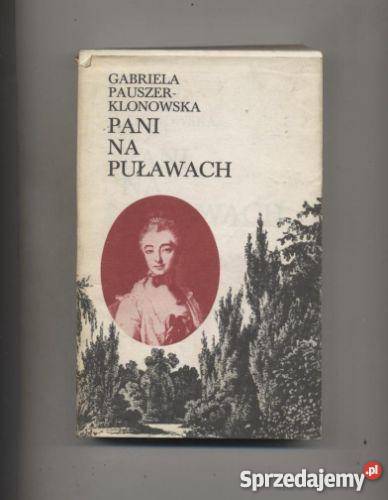 GABRIELA
PAUSZER-
KLONOWSKA
PANI
NA
PUŁAWACH
Sprzedajemy.pl